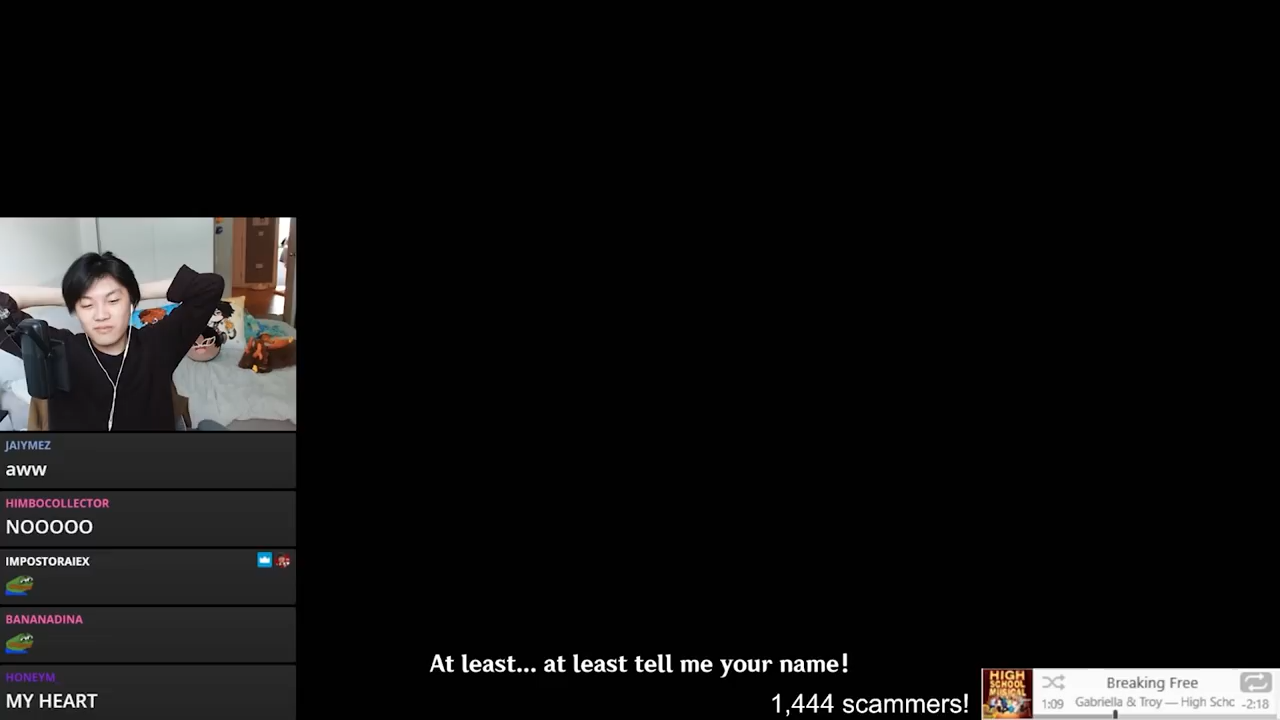 JAIYMEZ
aww
HIMBOCOLLECTOR
NOOOOO
IMPOSTORAIEX
BANANADINA
HONEYM
MY HEART
At least... at least tell me your name!
1,444 scammers!
HIGH
SCHOOL
MUSICAL
Breaking Free
1:09 Gabriella & Troy — High Scho -2:18